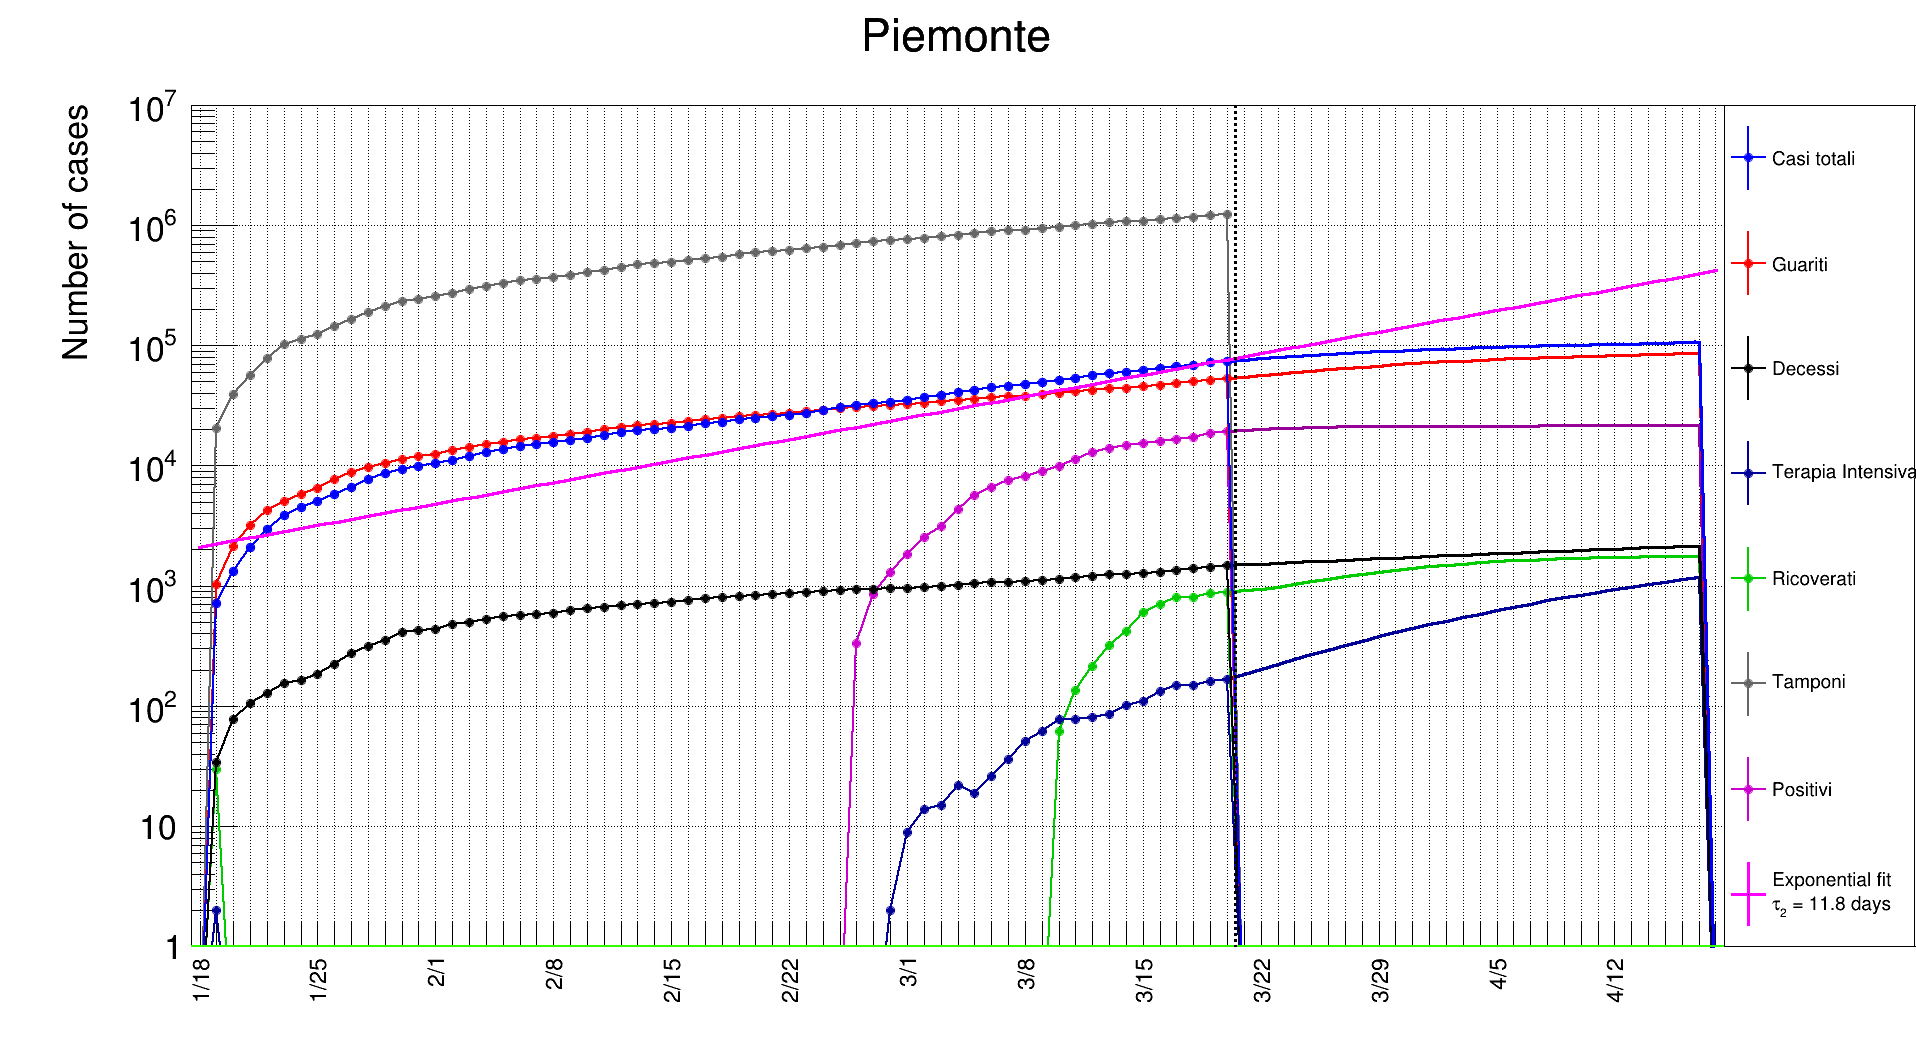 Piemonte
Number of cases
10^7
10^6
10^5
10^4
10^3
10^2
10
1
1/18
1/25
2/1
2/8
2/15
2/22
3/1
3/8
3/15
3/22
3/29
4/5
4/12
Casi totali
Guariti
Decessi
Terapia Intensiva
Ricoverati
Tamponi
Positivi
Exponential fit
τ_2 = 11.8 days